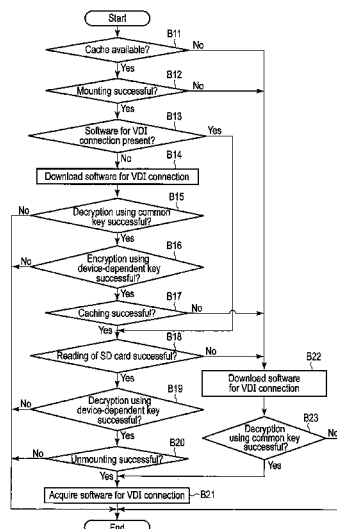 Start
B11
Cache available?
No
Yes
B12
Mounting successful?
No
Yes
B13
Software for VDI
connection present?
Yes
No
B14
Download software for VDI connection
B15
Decryption using common
key successful?
No
Yes
B16
Encryption using
device-dependent key
successful?
No
Yes
B17
Caching successful?
No
Yes
B18
Reading of SD card successful?
No
Yes
B19
Decryption using
device-dependent key
successful?
No
Yes
B20
Unmounting successful?
No
Yes
B22
Download software
for VDI connection
B23
Decryption
using common key
successful?
No
Yes
Acquire software for VDI connection
B21
End